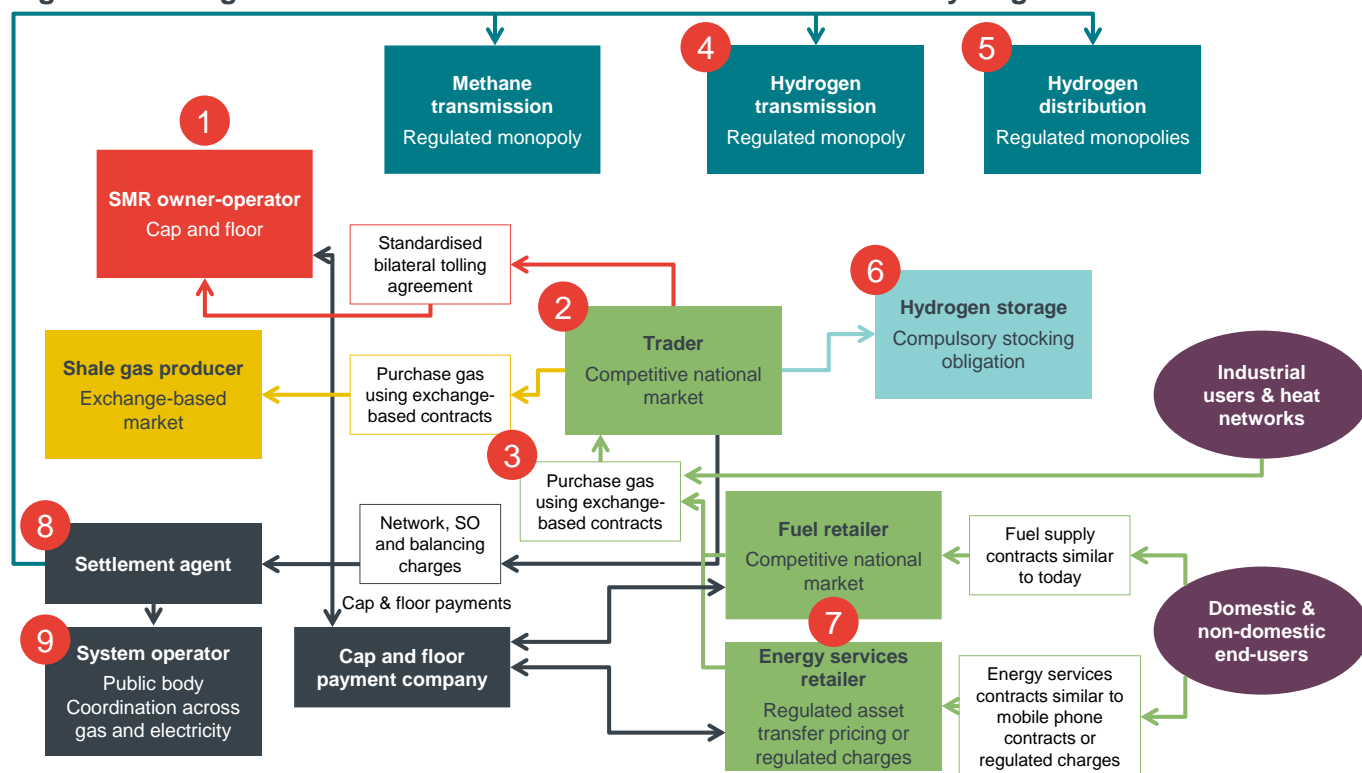 4
5
Methane
transmission
Regulated monopoly
Hydrogen
transmission
Regulated monopoly
Hydrogen
distribution
Regulated monopolies
1
SMR owner-operator
Cap and floor
Standardised
bilateral tolling
agreement
2
Trader
Competitive national
market
6
Hydrogen storage
Compulsory stocking
obligation
Shale gas producer
Exchange-based
market
Purchase gas
using exchange-
based contracts
Industrial
users & heat
networks
3
Purchase gas
using exchange-
based contracts
8
Settlement agent
Network, SO
and balancing
charges
Fuel retailer
Competitive national
market
Fuel supply
contracts similar
to today
Cap & floor payments
9
System operator
Public body
Coordination across
gas and electricity
Cap and floor
payment company
7
Energy services
retailer
Regulated asset
transfer pricing or
regulated charges
Energy services
contracts similar to
mobile phone
contracts or
regulated charges
Domestic &
non-domestic
end-users